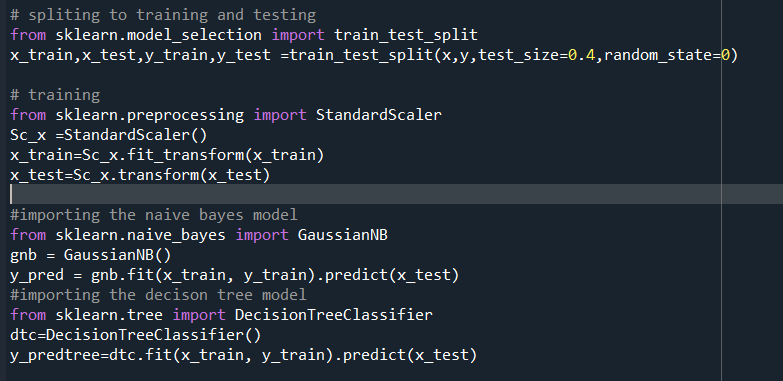 # spliting to training and testing
from sklearn.model_selection import train_test_split
x_train,x_test,y_train,y_test =train_test_split(x,y,test_size=0.4,random_state=0)
# training
from sklearn.preprocessing import StandardScaler
Sc_x =StandardScaler()
x_train=Sc_x.fit_transform(x_train)
x_test=Sc_x.transform(x_test)
#importing the naive bayes model
from sklearn.naive_bayes import GaussianNB
gnb = GaussianNB()
y_pred = gnb.fit(x_train, y_train).predict(x_test)
#importing the decison tree model
from sklearn.tree import DecisionTreeClassifier
dtc=DecisionTreeClassifier()
y_predtree=dtc.fit(x_train, y_train).predict(x_test)